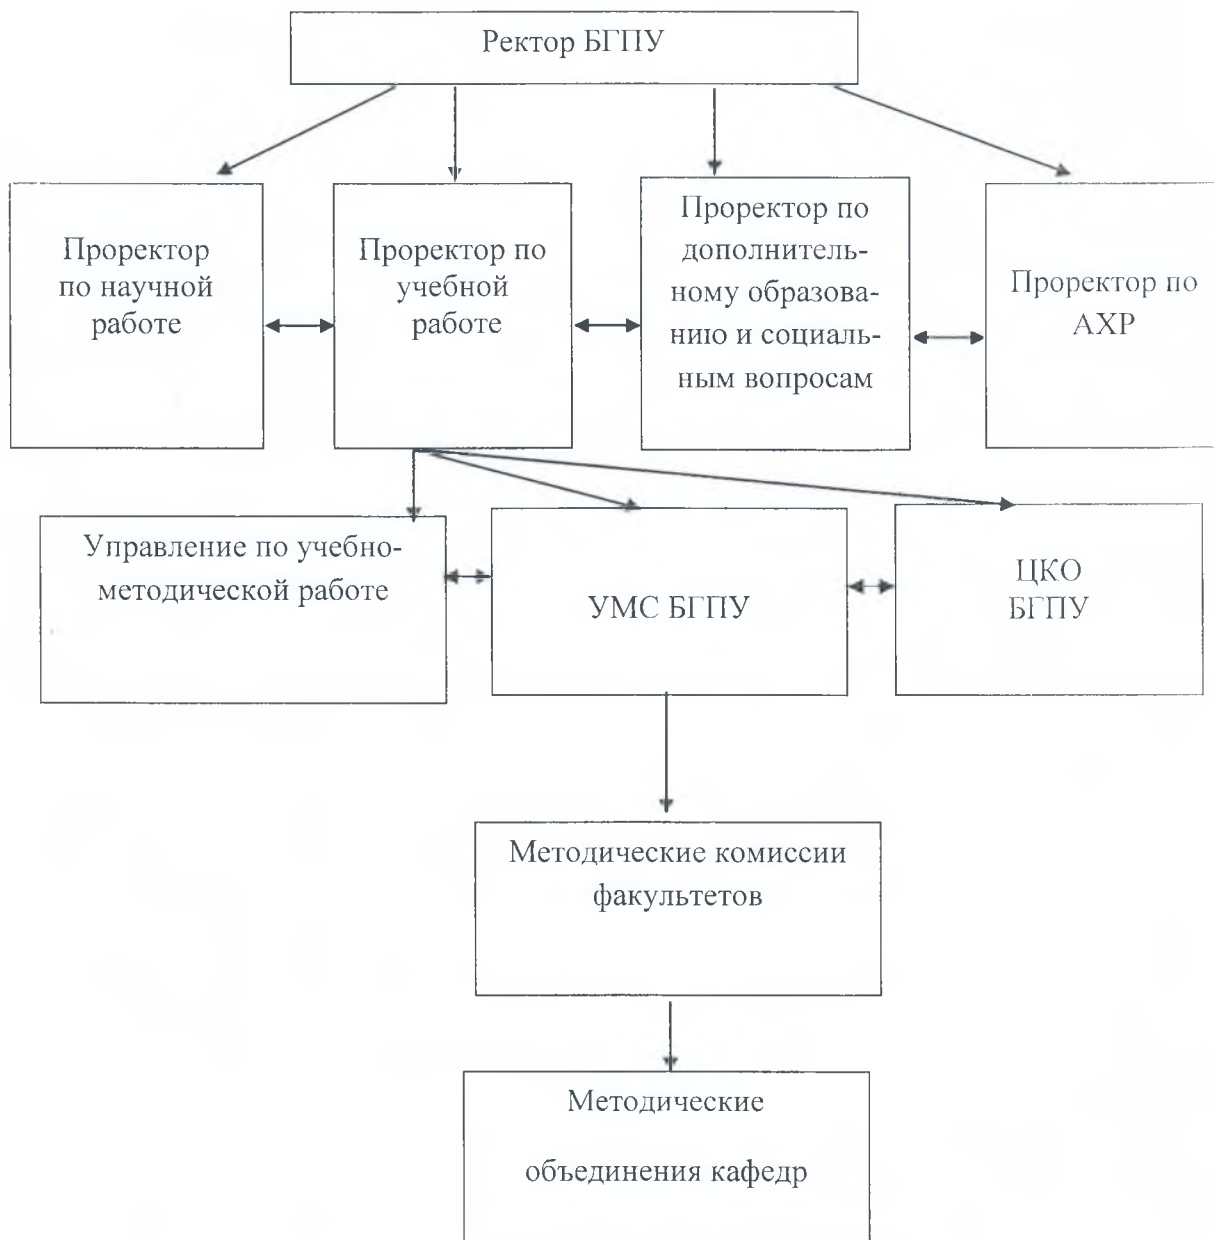 Ректор БГПУ
Проректор
по научной
работе
Проректор по
учебной
работе
Проректор по
дополнитель-
ному образова-
нию и социаль-
ным вопросам
Проректор по
АХР
Управление по учебно-
методической работе
УМС БГПУ
ЦКО
БГПУ
Методические комиссии
факультетов
Методические
объединения кафедр